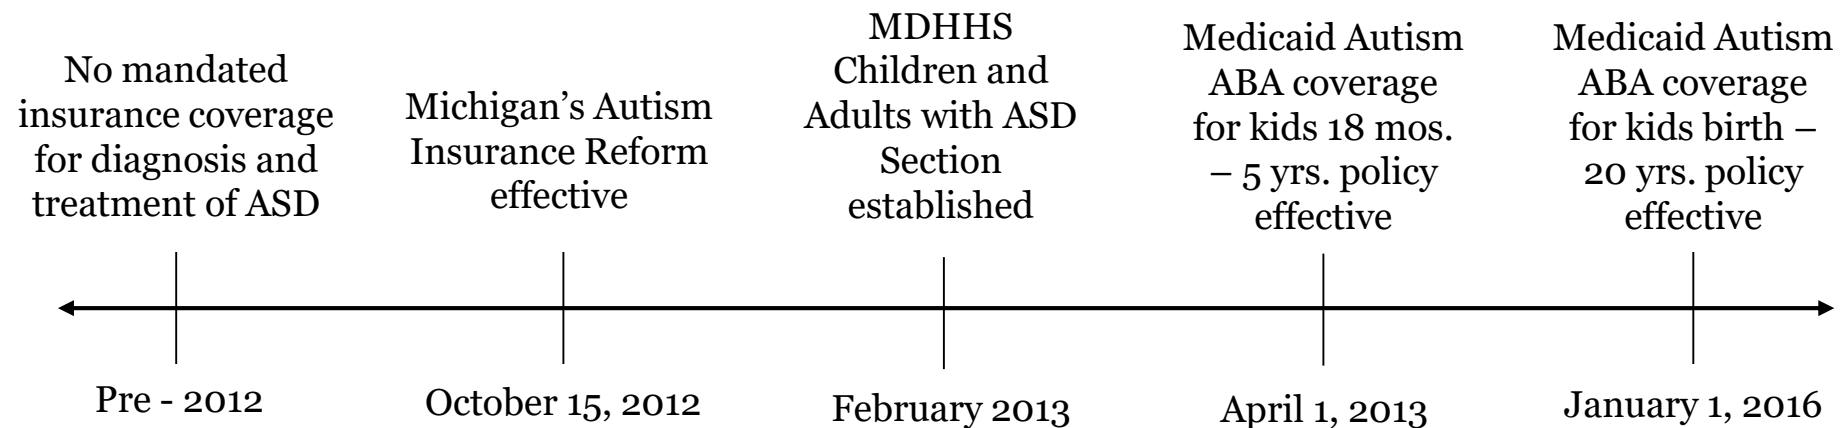 No mandated
insurance coverage
for diagnosis and
treatment of ASD
Michigan’s Autism
Insurance Reform
effective
MDHHS
Children and
Adults with ASD
Section
established
Medicaid Autism
ABA coverage
for kids 18 mos.
– 5 yrs. policy
effective
Medicaid Autism
ABA coverage
for kids birth –
20 yrs. policy
effective
Pre - 2012
October 15, 2012
February 2013
April 1, 2013
January 1, 2016